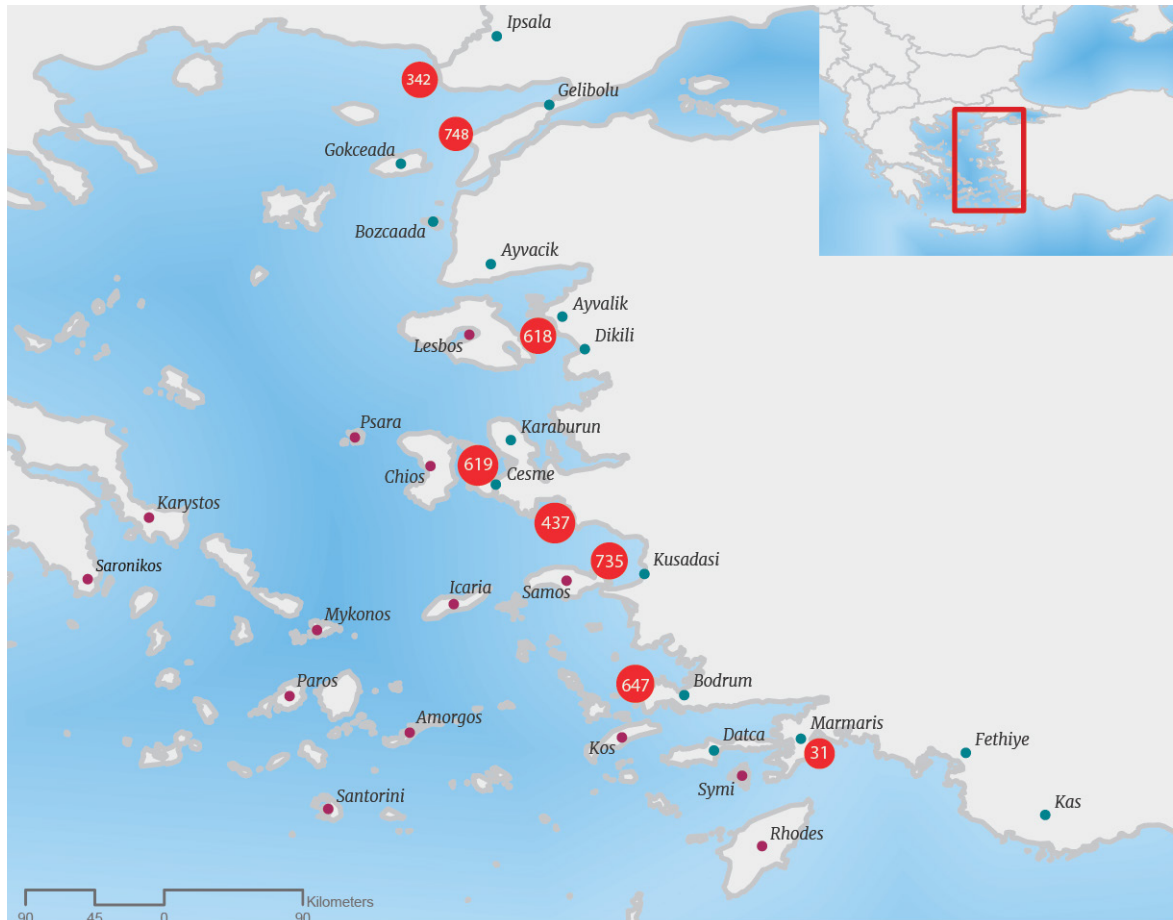 Ipsala
342
Gelibolu
748
Gokceada
Bozcaada
Ayvacik
Ayvalik
618
Lesbos
Dikili
Psara
Karaburun
619
Chios
Cesme
Karystos
437
735
Saronikos
Kusadasi
Icaria
Samos
Mykonos
Paros
647
Bodrum
Amorgos
Kos
Datca
Marmaris
31
Fethiye
Symi
Santorini
Kas
Rhodes
Kilometers
90 45 0 90